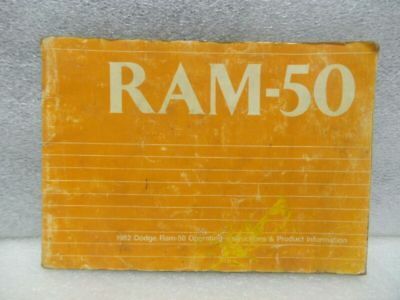 RAM-50
1982 Dodge Ram-50 Operating Instructions & Product Information